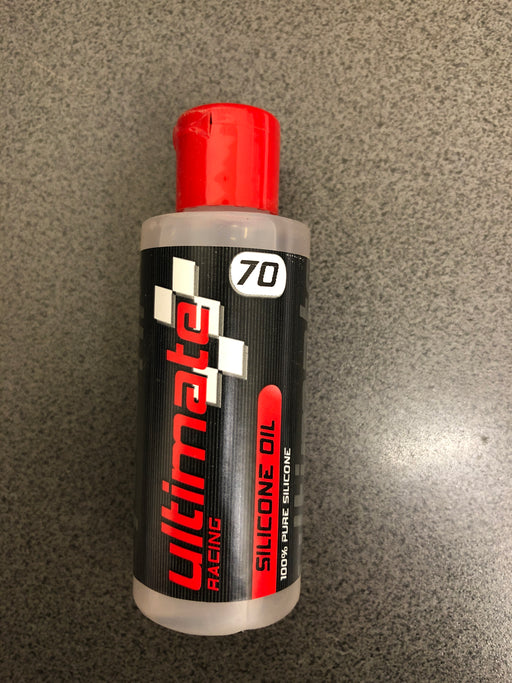 70
ultimate
RACING
SILICONE OIL
100% PURE SILICONE